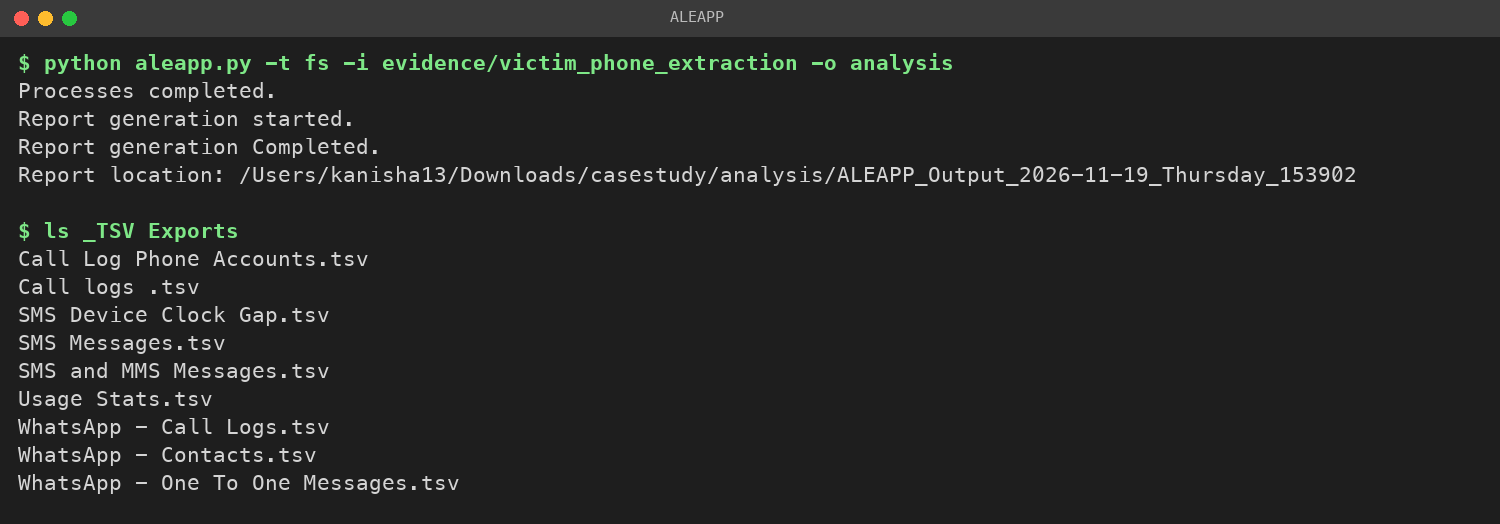 ALEAPP
$ python aleapp.py -t fs -i evidence/victim_phone_extraction -o analysis
Processes completed.
Report generation started.
Report generation Completed.
Report location: /Users/kanisha13/Downloads/casestudy/analysis/ALEAPP_Output_2026-11-19_Thursday_153902
$ ls _TSV Exports
Call Log Phone Accounts.tsv
Call logs .tsv
SMS Device Clock Gap.tsv
SMS Messages.tsv
SMS and MMS Messages.tsv
Usage Stats.tsv
WhatsApp - Call Logs.tsv
WhatsApp - Contacts.tsv
WhatsApp - One To One Messages.tsv